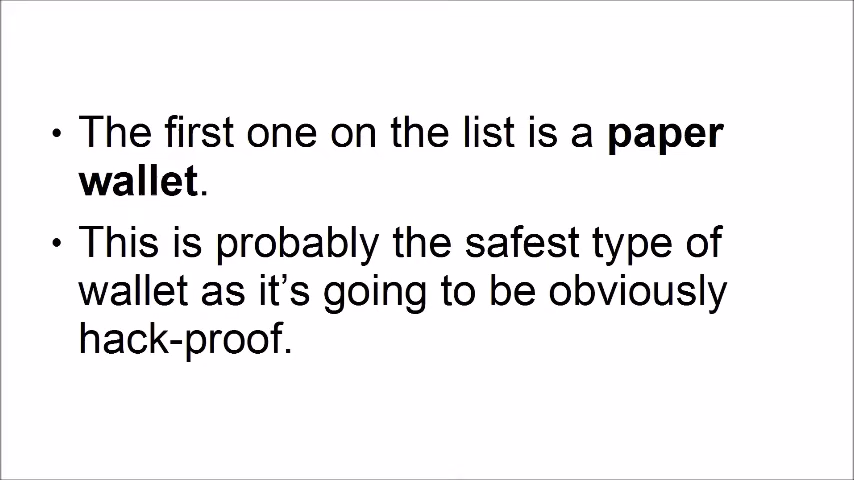 • The first one on the list is a paper
wallet.
• This is probably the safest type of
wallet as it’s going to be obviously
hack-proof.